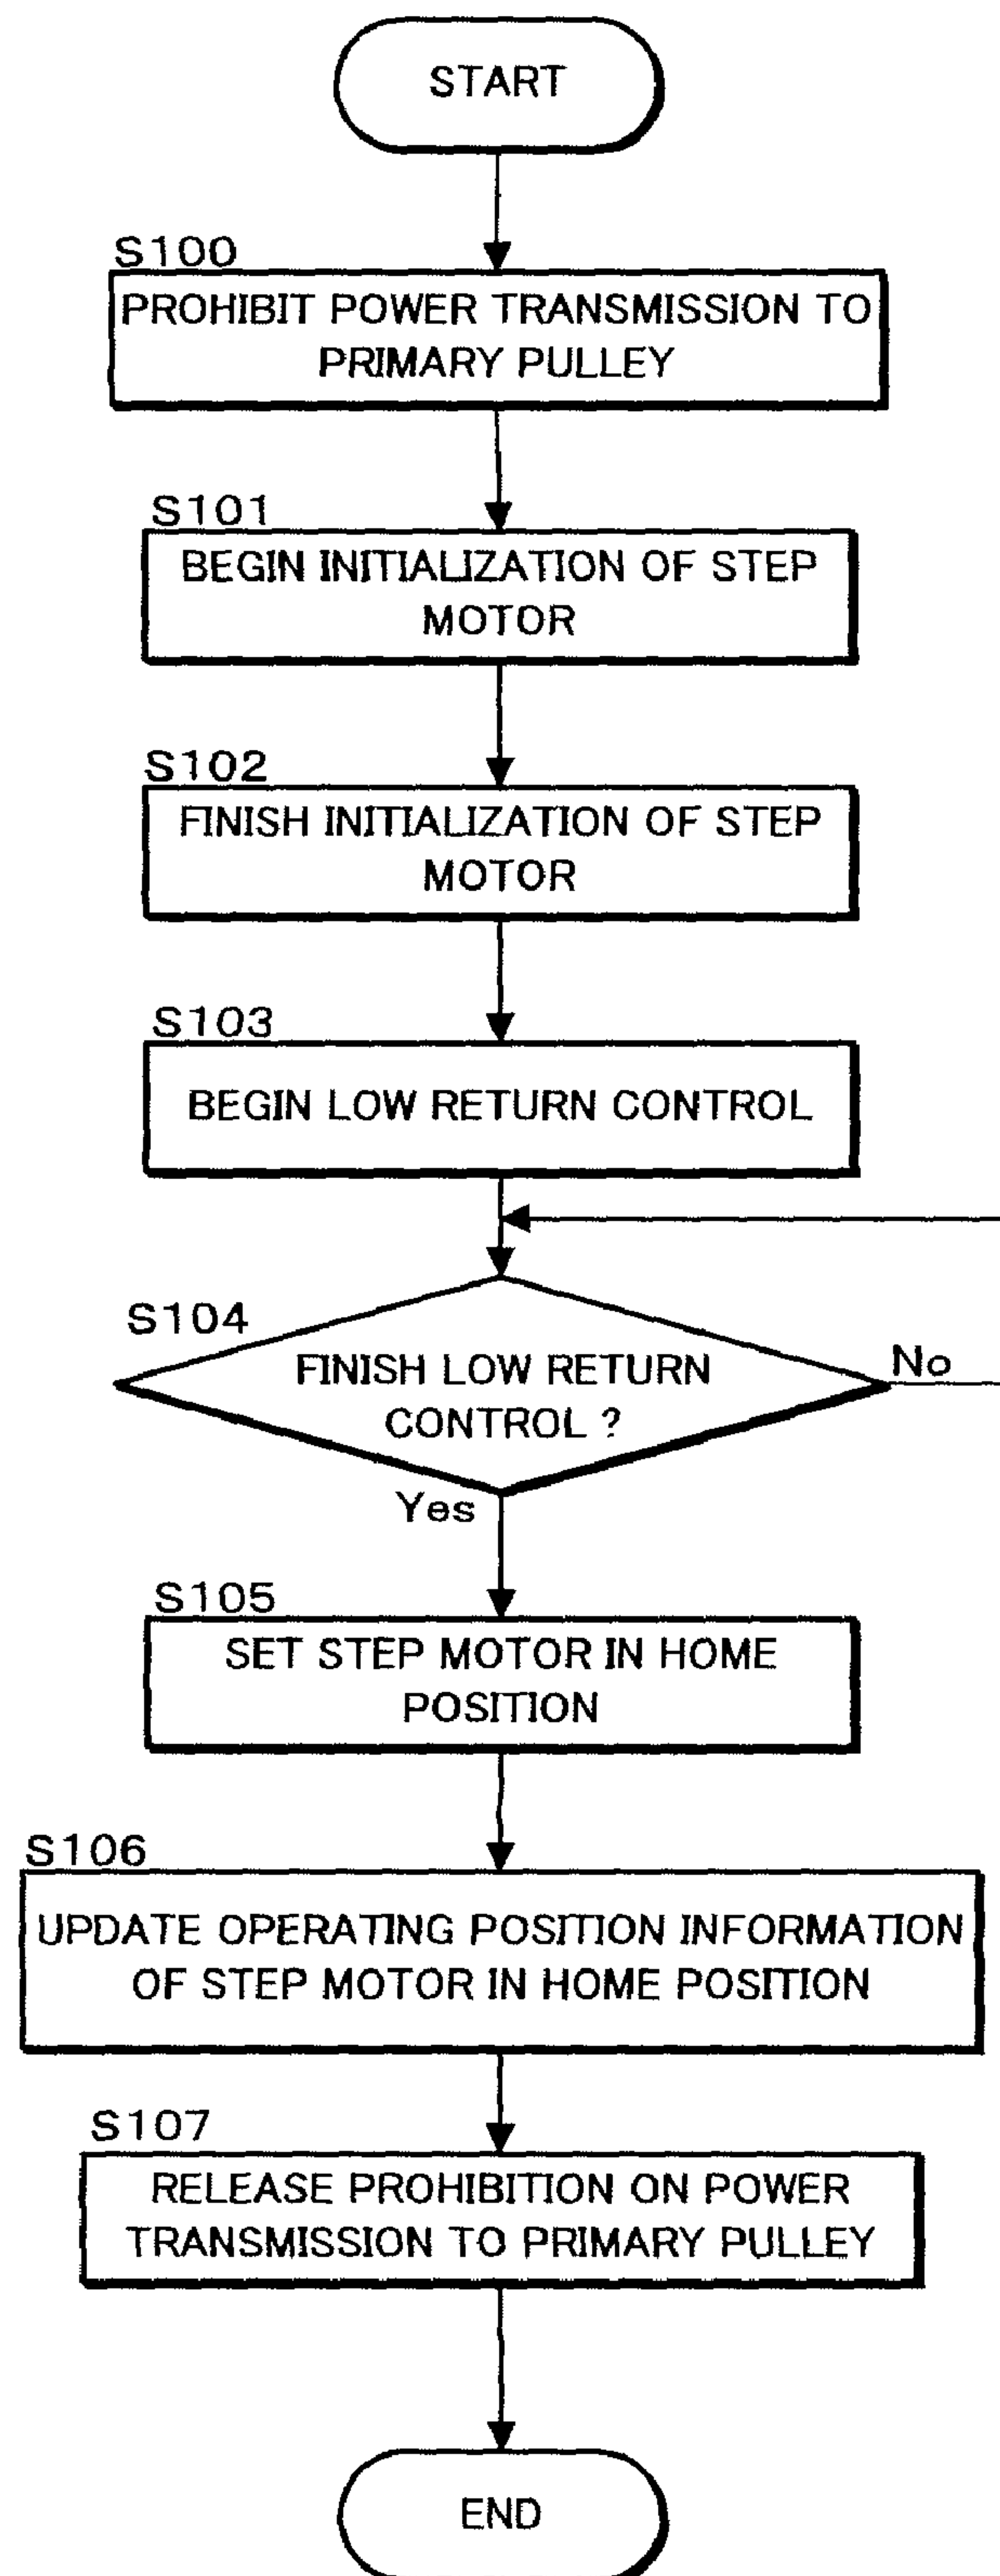 START
S100
PROHIBIT POWER TRANSMISSION TO
PRIMARY PULLEY
S101
BEGIN INITIALIZATION OF STEP
MOTOR
S102
FINISH INITIALIZATION OF STEP
MOTOR
S103
BEGIN LOW RETURN CONTROL
S104
FINISH LOW RETURN
CONTROL ?
No
Yes
S105
SET STEP MOTOR IN HOME
POSITION
S106
UPDATE OPERATING POSITION INFORMATION
OF STEP MOTOR IN HOME POSITION
S107
RELEASE PROHIBITION ON POWER
TRANSMISSION TO PRIMARY PULLEY
END